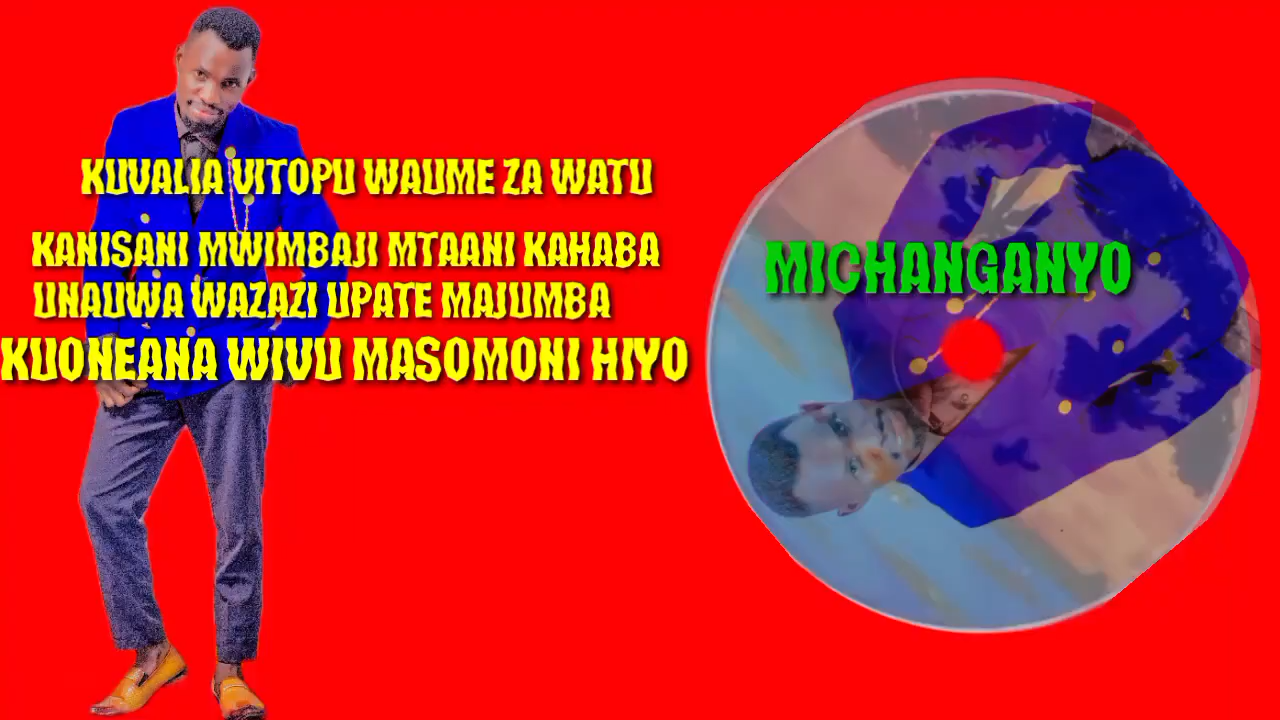 KUVALIA VITOPU WAUME ZA WATU
KANISANI MWIMBAJI MTAANI KAHABA
UNAUWA WAZAZI UPATE MAJUMBA
KUONEANA WIVU MASOMONI HIYO
MICHANGANYO